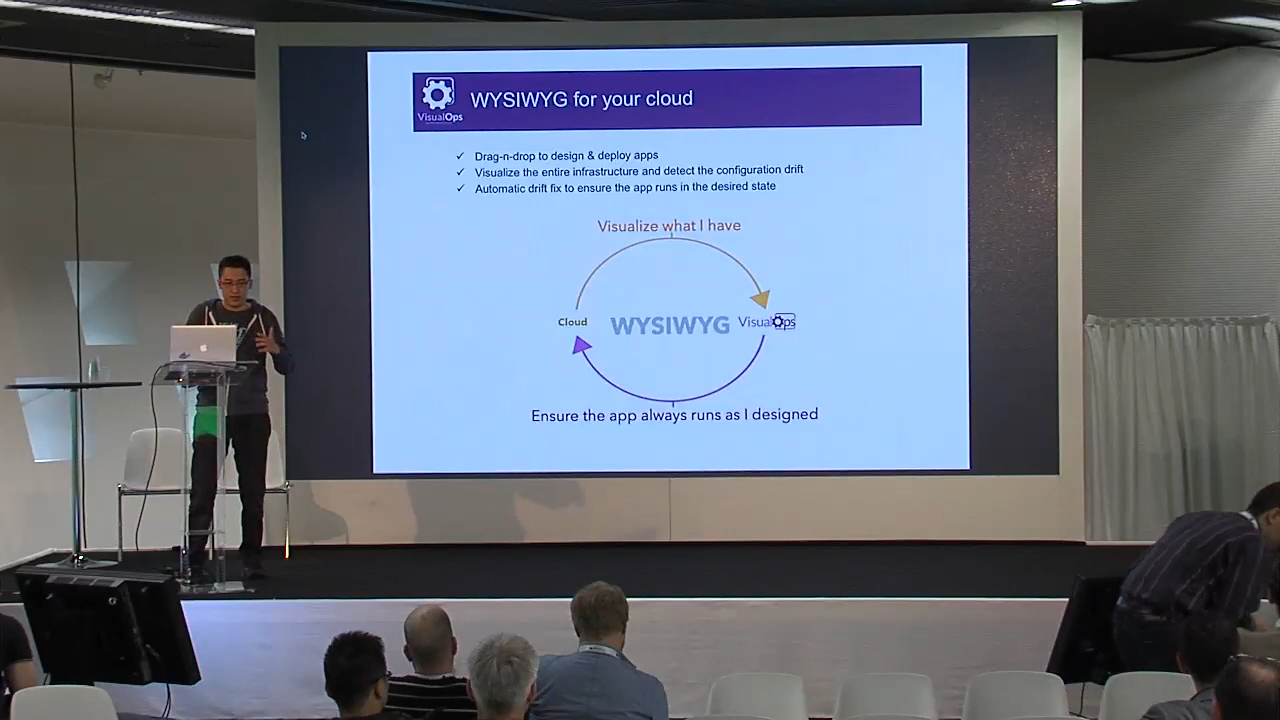 WYSIWYG for your cloud
VisualOps
✓ Drag-n-drop to design & deploy apps
✓ Visualize the entire infrastructure and detect the configuration drift
✓ Automatic drift fix to ensure the app runs in the desired state
Visualize what I have
Cloud WYSIWYG VisualOps
Ensure the app always runs as I designed